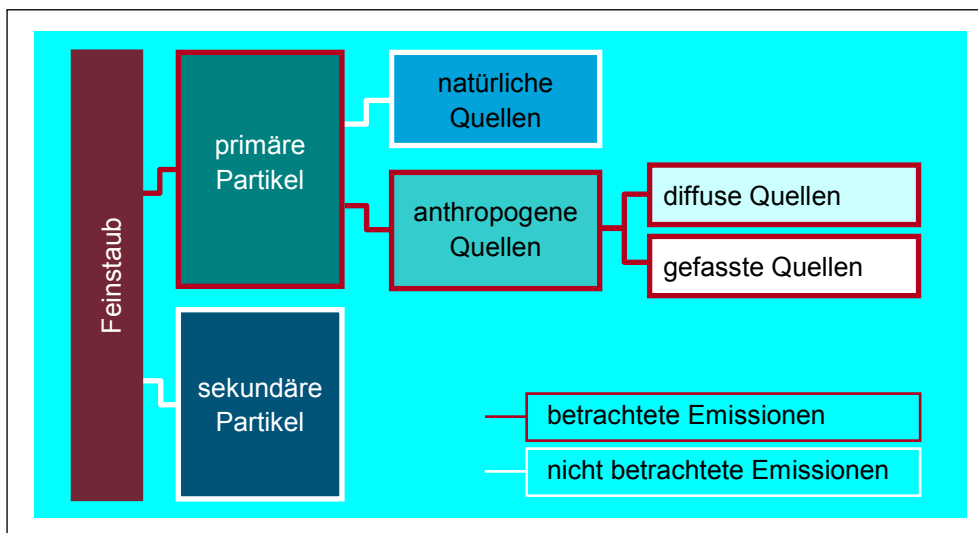 Feinstaub
primäre
Partikel
natürliche
Quellen
anthropogene
Quellen
diffuse Quellen
gefasste Quellen
sekundäre
Partikel
betrachtete Emissionen
nicht betrachtete Emissionen